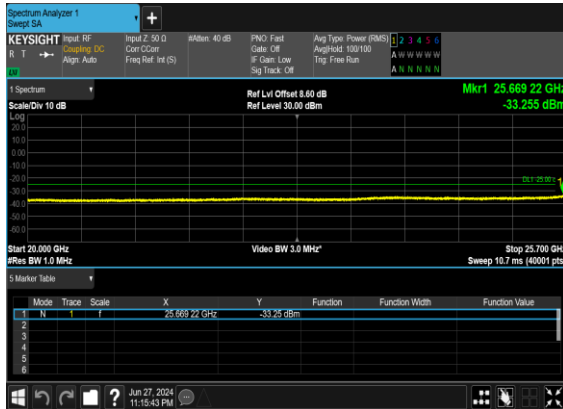 Spectrum Analyzer 1
Swept SA
+
KEYSIGHT Input: RF Input Z: 50 Ω #Atten: 40 dB PNO: Fast Avg Type: Power (RMS) 1 2 3 4 5 6
R T Coupling: DC Corr CCorr Gate: Off Avg|Hold: 100/100 A W W W W W
Align: Auto Freq Ref: Int (S) IF Gain: Low Trig: Free Run
Sig Track: Off A N N N N N
1 Spectrum
Scale/Div 10 dB
Ref Lvl Offset 8.60 dB
Ref Level 30.00 dBm
Mkr1 25.669 22 GHz
-33.255 dBm
Log
20.0
10.0
0.00
-10.0
-20.0
-30.0
-40.0
-50.0
-60.0
Start 20.000 GHz Video BW 3.0 MHz* Stop 25.700 GHz
#Res BW 1.0 MHz Sweep 10.7 ms (40001 pts)
5 Marker Table
Mode Trace Scale X Y Function Function Width Function Value
1 N 1 f 25.669 22 GHz -33.25 dBm
2
3
4
5
6
? Jun 27, 2024
11:15:43 PM